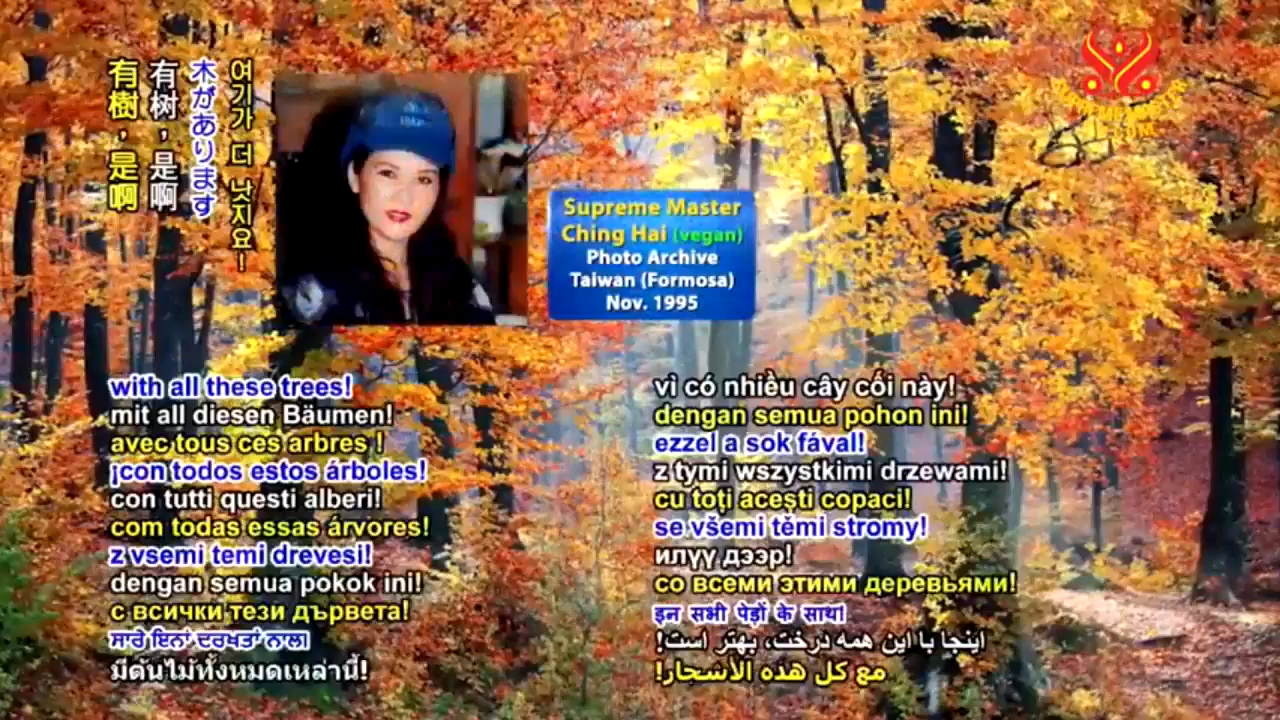 有樹，是啊
有树，是啊
木があります
여기가 더 낫지요!
Supreme Master
Ching Hai (vegan)
Photo Archive
Taiwan (Formosa)
Nov. 1995
with all these trees!
mit all diesen Bäumen!
avec tous ces arbres !
¡con todos estos árboles!
con tutti questi alberi!
com todas essas árvores!
z vsemi temi drevesi!
dengan semua pokok ini!
с всички тези дървета!
ਸਾਰੇ ਇਨਾਂ ਦਰਖਤਾਂ ਨਾਲ।
มีต้นไม้ทั้งหมดเหล่านี้!
vì có nhiều cây cối này!
dengan semua pohon ini!
ezzel a sok fával!
z tymi wszystkimi drzewami!
cu toți acești copaci!
se všemi těmi stromy!
илүү дээр!
со всеми этими деревьями!
इन सभी पेड़ों के साथ।
اینجا با این همه درخت، بهتر است!
مع كل هذه الأشجار!